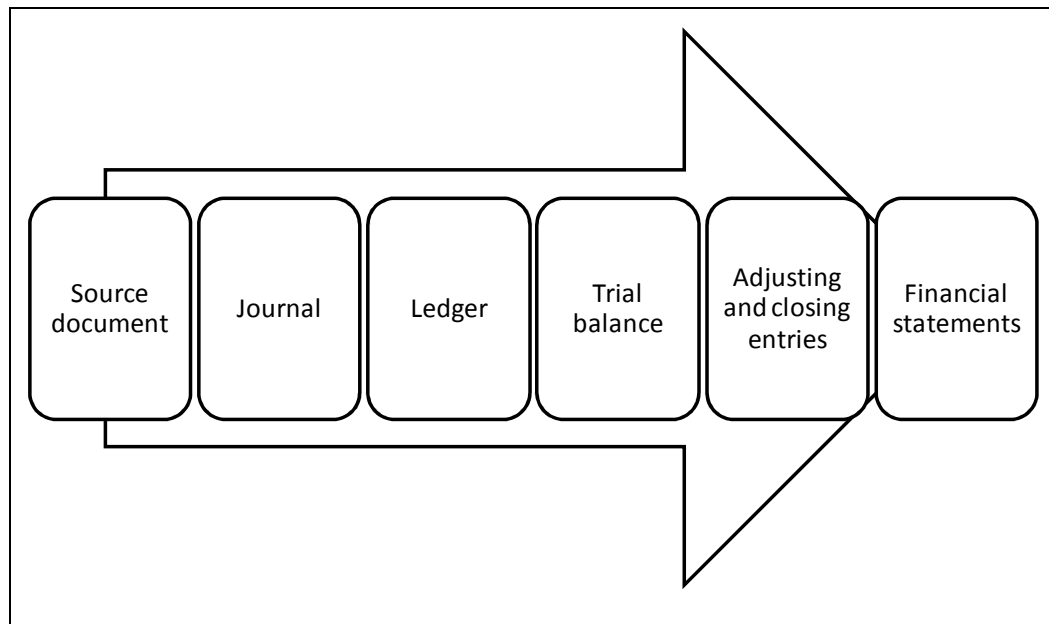 Source
document
Journal
Ledger
Trial
balance
Adjusting
and closing
entries
Financial
statements